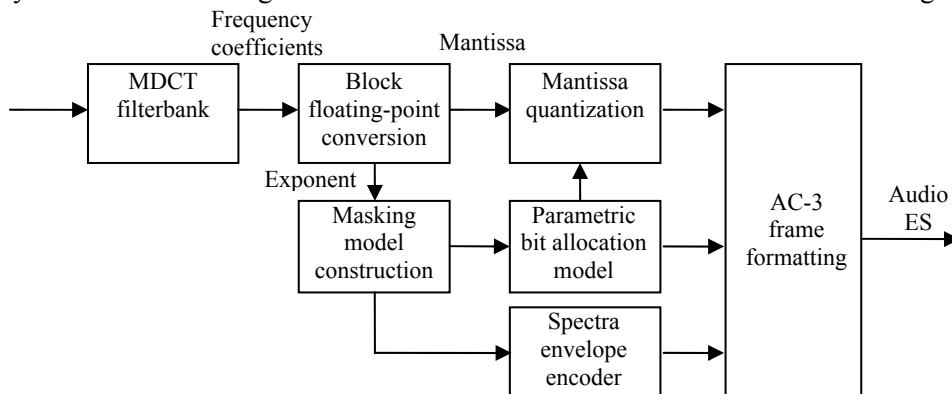 Frequency
coefficients
Mantissa
MDCT
filterbank
Block
floating-point
conversion
Mantissa
quantization
Exponent
Masking
model
construction
Parametric
bit allocation
model
AC-3
frame
formatting
Audio
ES
Spectra
envelope
encoder